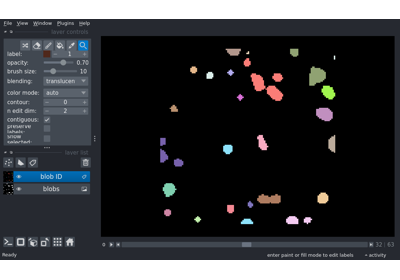 File View Window Plugins Help
layer controls
label: 1
opacity: 0.70
brush size: 10
blending: translucen
color mode: auto
contour: 0
n edit dim: 2
contiguous:
preserve labels:
show selected:
layer list
blob ID
blobs
0 32 63
Ready enter paint or fill mode to edit labels activity